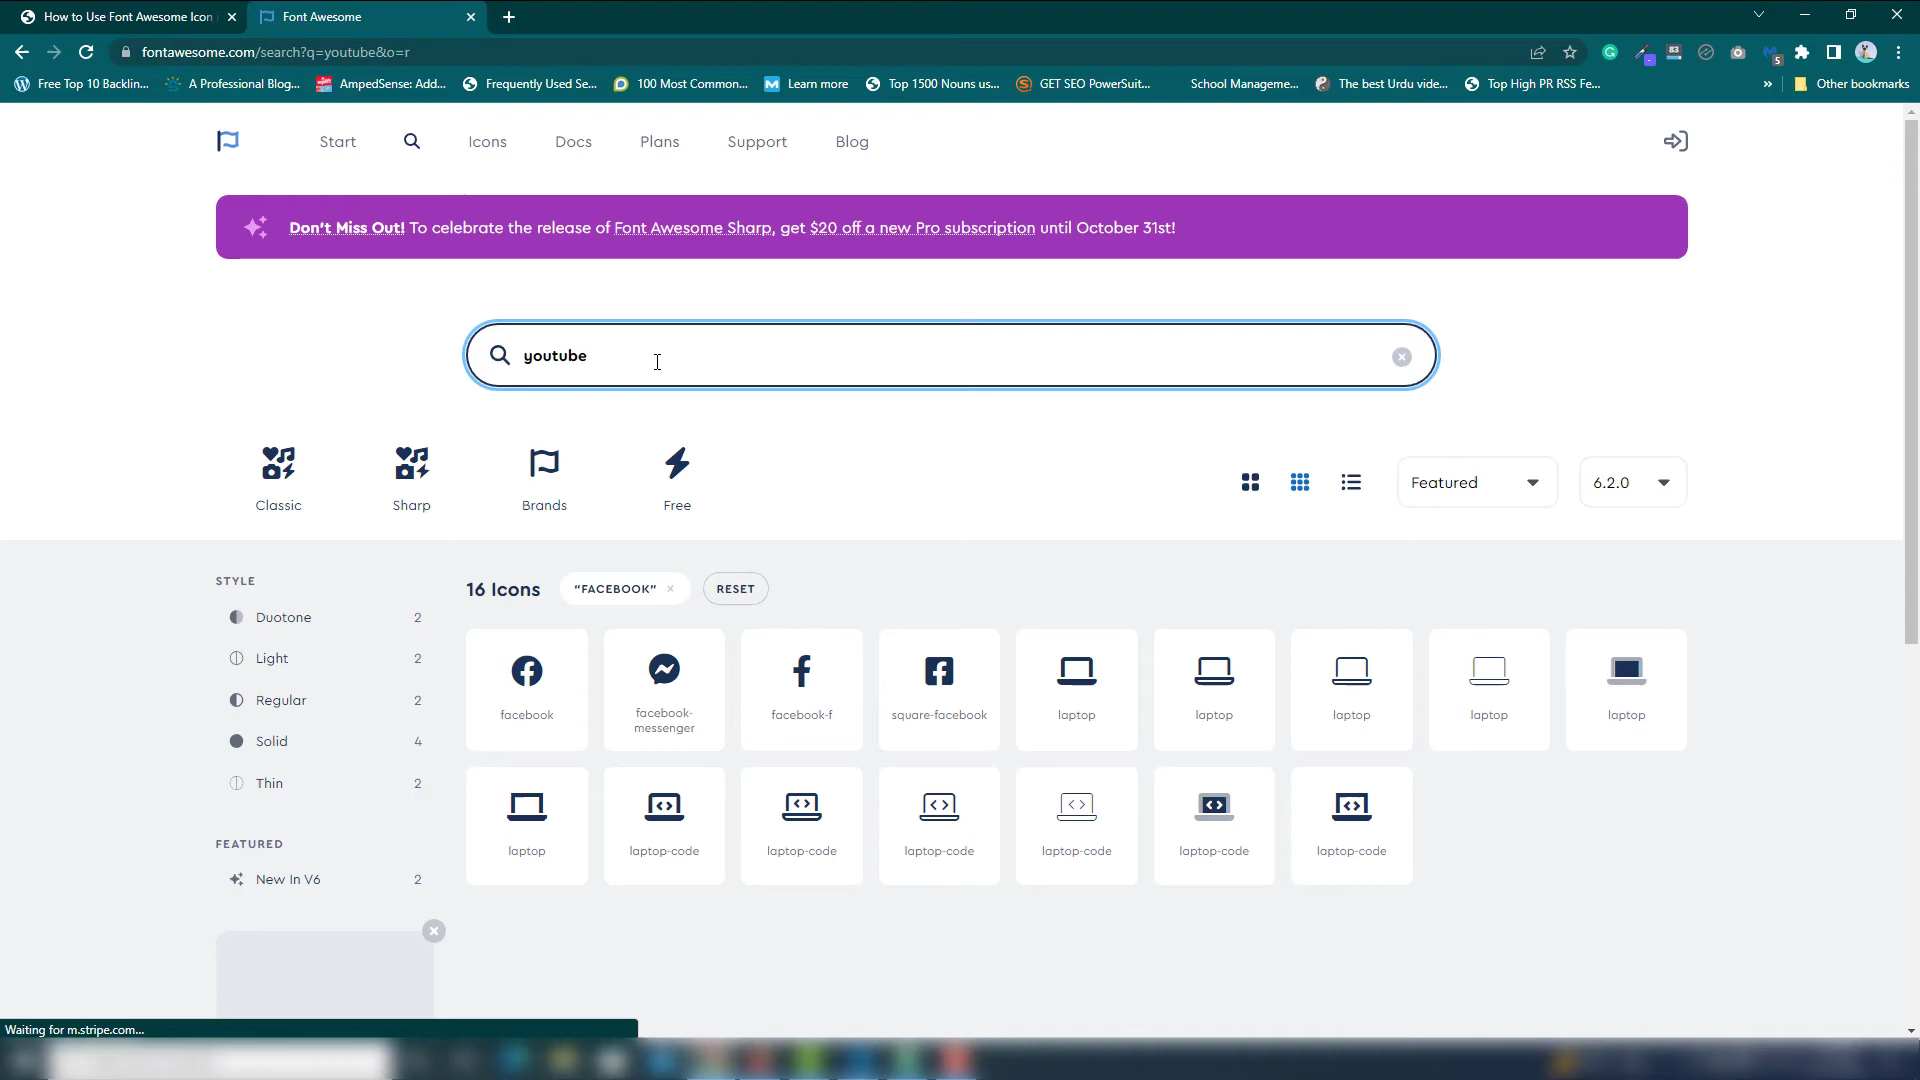 How to Use Font Awesome Icon
Font Awesome
fontawesome.com/search?q=youtube&o=r
83
5
Free Top 10 Backlin...
A Professional Blog...
AmpedSense: Add...
Frequently Used Se...
100 Most Common...
Learn more
Top 1500 Nouns us...
GET SEO PowerSuit...
School Manageme...
The best Urdu vide...
Top High PR RSS Fe...
»
Other bookmarks
Start
Icons
Docs
Plans
Support
Blog
Don't Miss Out! To celebrate the release of Font Awesome Sharp, get $20 off a new Pro subscription until October 31st!
youtube
Classic
Sharp
Brands
Free
Featured
6.2.0
STYLE
Duotone 2
Light 2
Regular 2
Solid 4
Thin 2
FEATURED
New In V6 2
16 Icons
"FACEBOOK" ×
RESET
facebook
facebook-
messenger
facebook-f
square-facebook
laptop
laptop
laptop
laptop
laptop
laptop
laptop-code
laptop-code
laptop-code
laptop-code
laptop-code
laptop-code
Waiting for m.stripe.com...